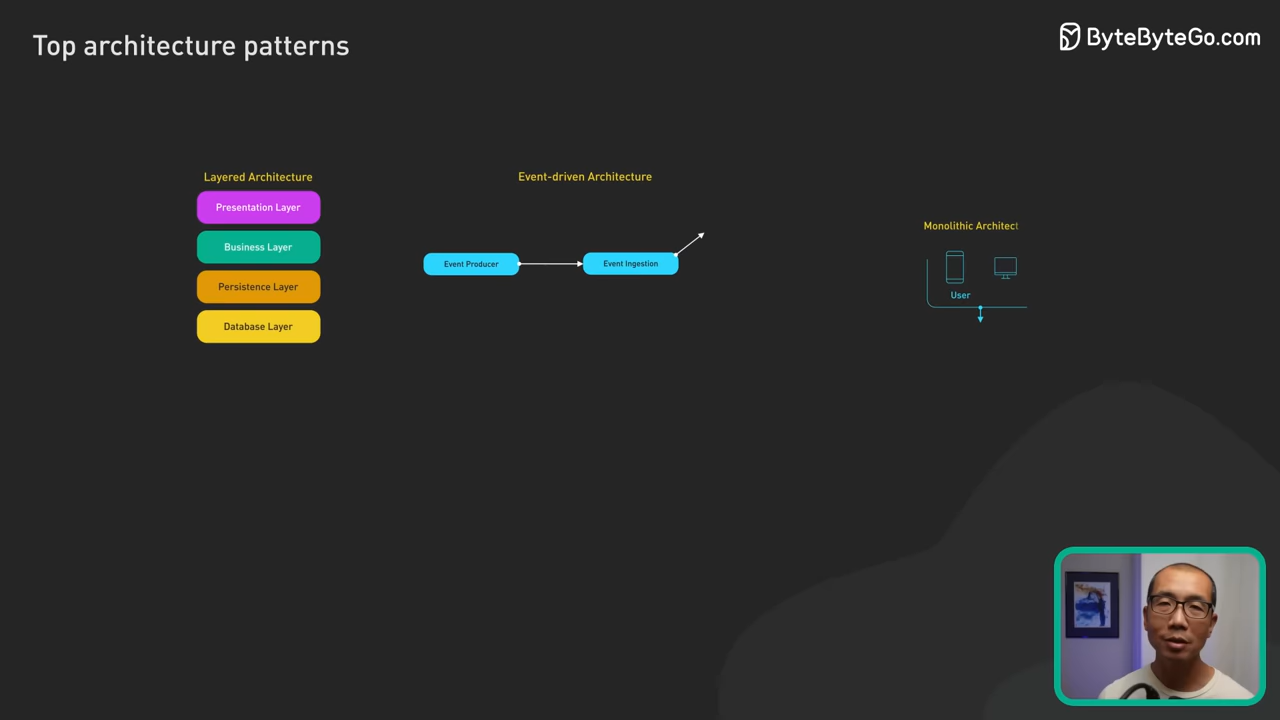 Top architecture patterns
ByteByteGo.com
Layered Architecture
Presentation Layer
Business Layer
Persistence Layer
Database Layer
Event-driven Architecture
Event Producer
Event Ingestion
Monolithic Architect
User